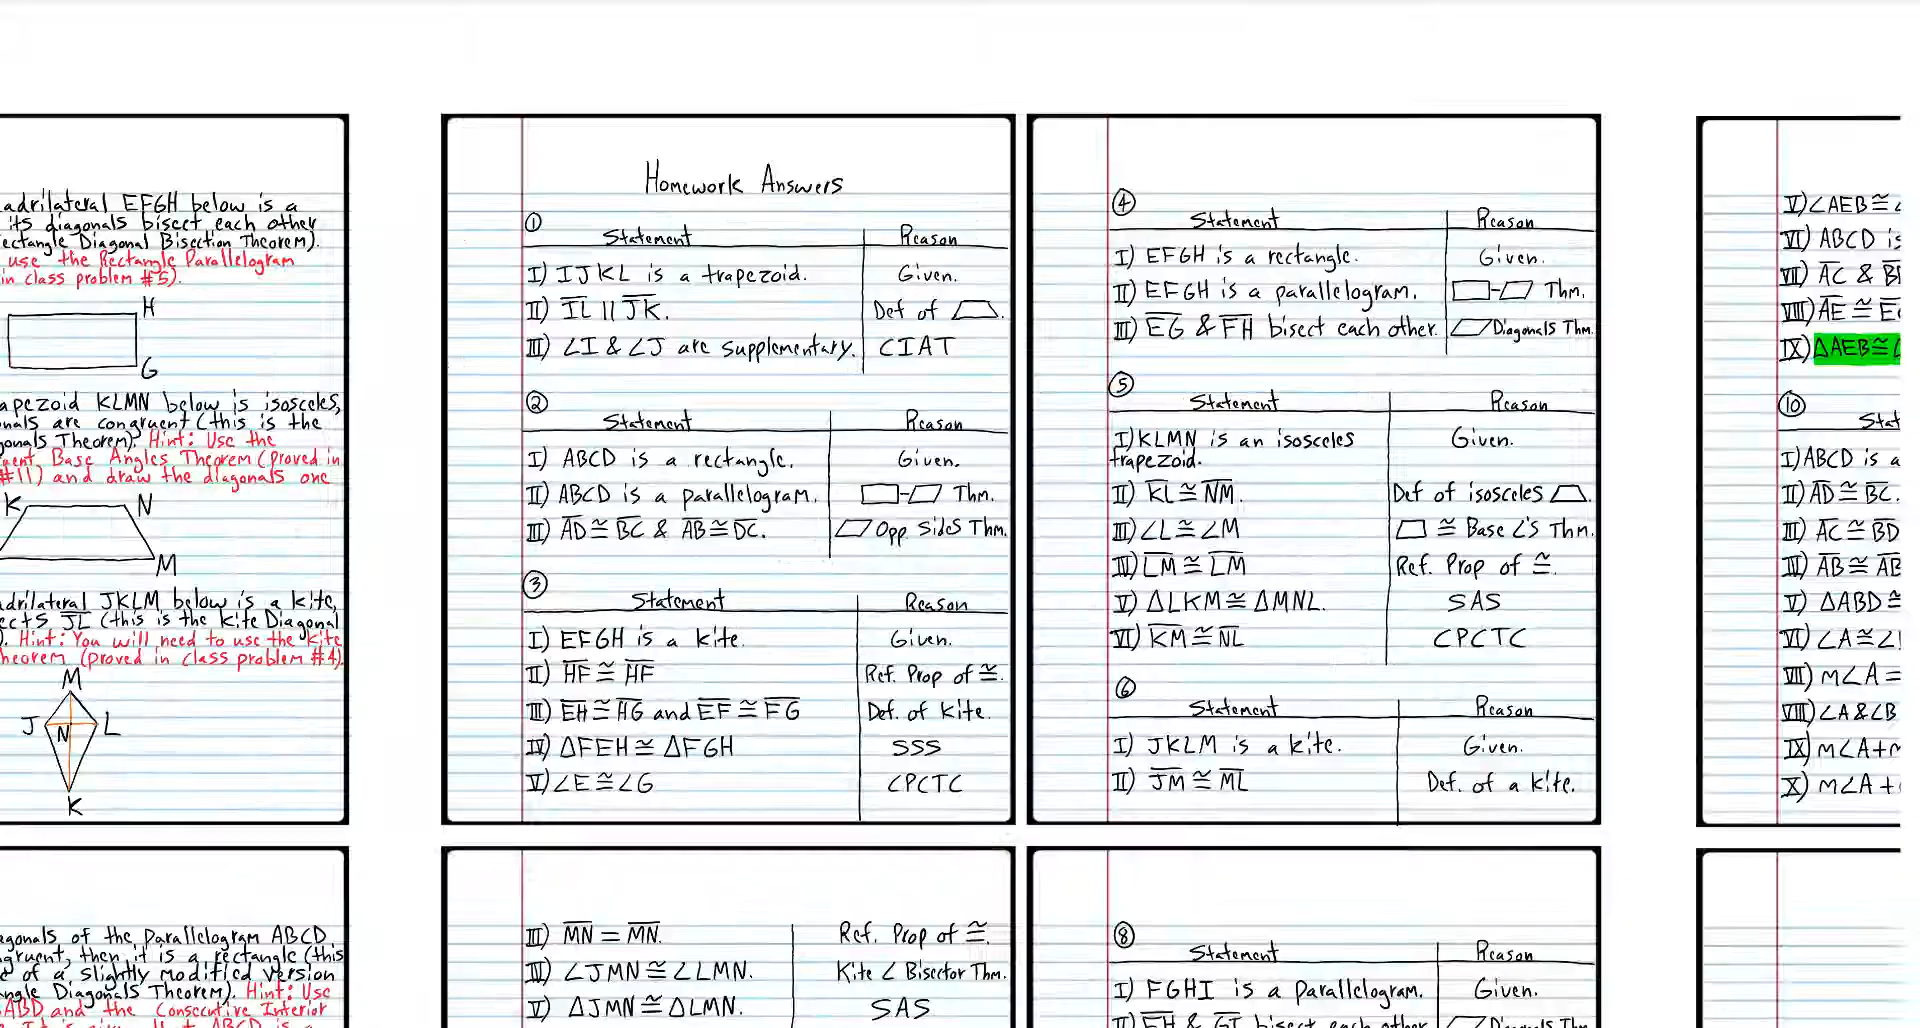 adrilateral EFGH below is a
its diagonals bisect each other
ectangle Diagonal Bisection Theorem).
use the Rectangle Parallelogram
in class problem #5).
H
G
apezoid KLMN below is isosceles,
nals are congruent (this is the
gonals Theorem). Hint: Use the
uent Base Angles Theorem (proved in
#11) and draw the diagonals one
K N
M
adrilateral JKLM below is a kite,
ects JL (this is the Kite Diagonal
). Hint: You will need to use the kite
heorem (proved in class problem #4).
M
J N L
K
agonals of the parallelogram ABCD
gruent, then it is a rectangle (this
e of a slightly modified version
ngle Diagonals Theorem). Hint: Use
ABD and the Consecutive Interior
Homework Answers
①
Statement Reason
I) IJKL is a trapezoid. Given.
II) IL || JK. Def of ⏢.
III) ∠I & ∠J are supplementary. CIAT
②
Statement Reason
I) ABCD is a rectangle. Given.
II) ABCD is a parallelogram. ▭-▱ Thm.
III) AD ≅ BC & AB ≅ DC. ▱ Opp Sides Thm.
③
Statement Reason
I) EFGH is a kite. Given.
II) HF ≅ HF Ref. Prop of ≅.
III) EH ≅ HG and EF ≅ FG Def. of kite.
IV) ΔFEH ≅ ΔFGH SSS
V) ∠E ≅ ∠G CPCTC
④
Statement Reason
I) EFGH is a rectangle. Given.
II) EFGH is a parallelogram. ▭-▱ Thm.
III) EG & FH bisect each other. ▱ Diagonals Thm.
⑤
Statement Reason
I) KLMN is an isosceles Given.
trapezoid.
II) KL ≅ NM. Def of isosceles ⏢.
III) ∠L ≅ ∠M ⏢ ≅ Base ∠'s Thm.
IV) LM ≅ LM Ref. Prop of ≅.
V) ΔLKM ≅ ΔMNL. SAS
VI) KM ≅ NL CPCTC
⑥
Statement Reason
I) JKLM is a kite. Given.
II) JM ≅ ML Def. of a kite.
III) MN = MN. Ref. Prop of ≅.
IV) ∠JMN ≅ ∠LMN. Kite ∠ Bisector Thm.
V) ΔJMN ≅ ΔLMN. SAS
⑧
Statement Reason
I) FGHI is a parallelogram. Given.
II) FH & GI bisect each other ▱ Diagonals Thm
V) ∠AEB ≅ ∠
VI) ABCD is
VII) AC & B
VIII) AE ≅ E
IX) ΔAEB ≅ ∠
⑩
Stat
I) ABCD is a
II) AD ≅ BC.
III) AC ≅ BD
IV) AB ≅ AB
V) ΔABD ≅
VI) ∠A ≅ ∠
VII) m∠A =
VIII) ∠A & ∠B
IX) m∠A + m
X) m∠A +